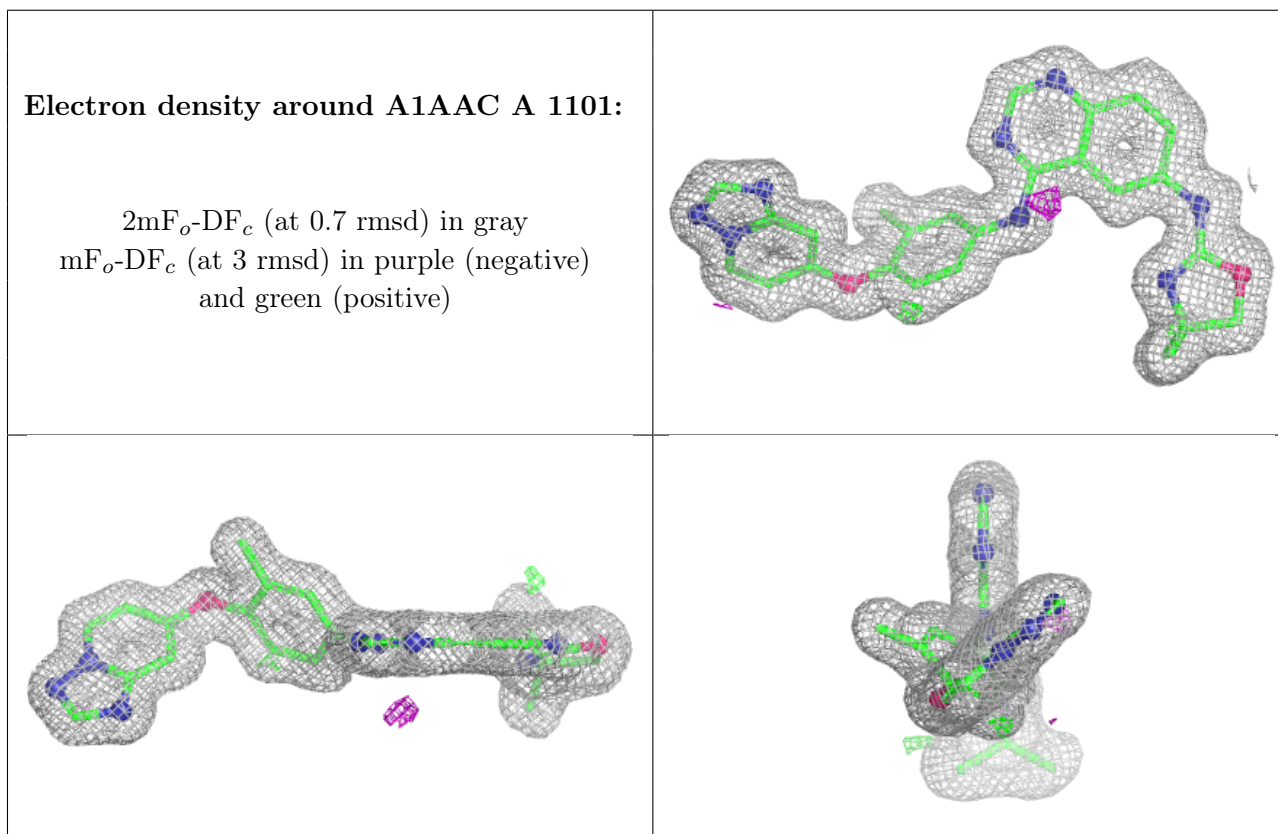 Electron density around A1AAC A 1101:
2mFo-DFc (at 0.7 rmsd) in gray
mFo-DFc (at 3 rmsd) in purple (negative)
and green (positive)